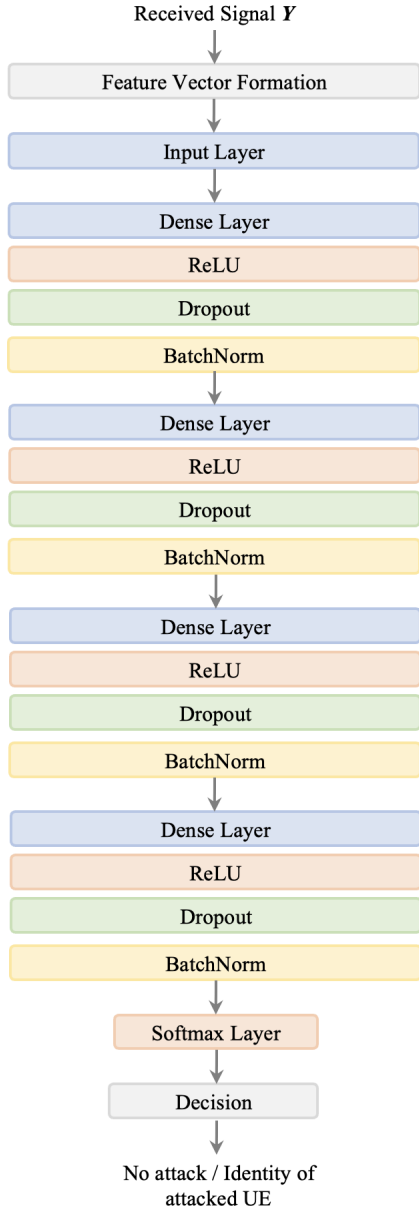 Received Signal Y
Feature Vector Formation
Input Layer
Dense Layer
ReLU
Dropout
BatchNorm
Dense Layer
ReLU
Dropout
BatchNorm
Dense Layer
ReLU
Dropout
BatchNorm
Dense Layer
ReLU
Dropout
BatchNorm
Softmax Layer
Decision
No attack / Identity of
attacked UE